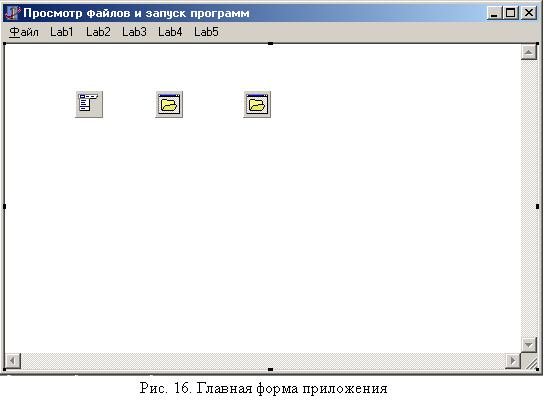 Просмотр файлов и запуск программ
Файл Lab1 Lab2 Lab3 Lab4 Lab5
Рис. 16. Главная форма приложения